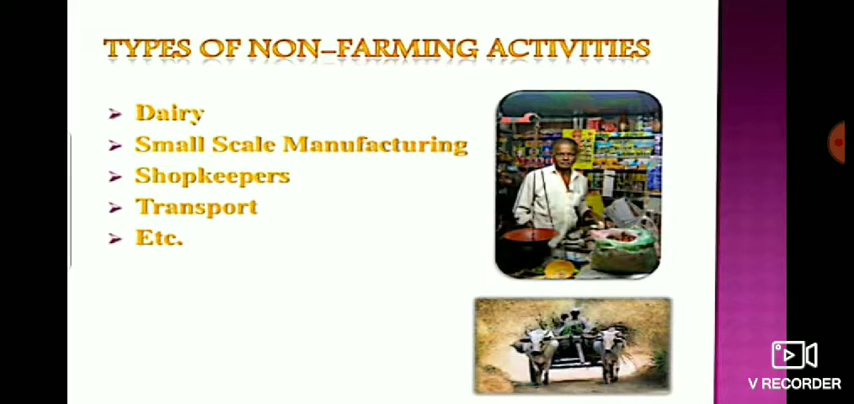 TYPES OF NON–FARMING ACTIVITIES
Dairy
Small Scale Manufacturing
Shopkeepers
Transport
Etc.
V RECORDER